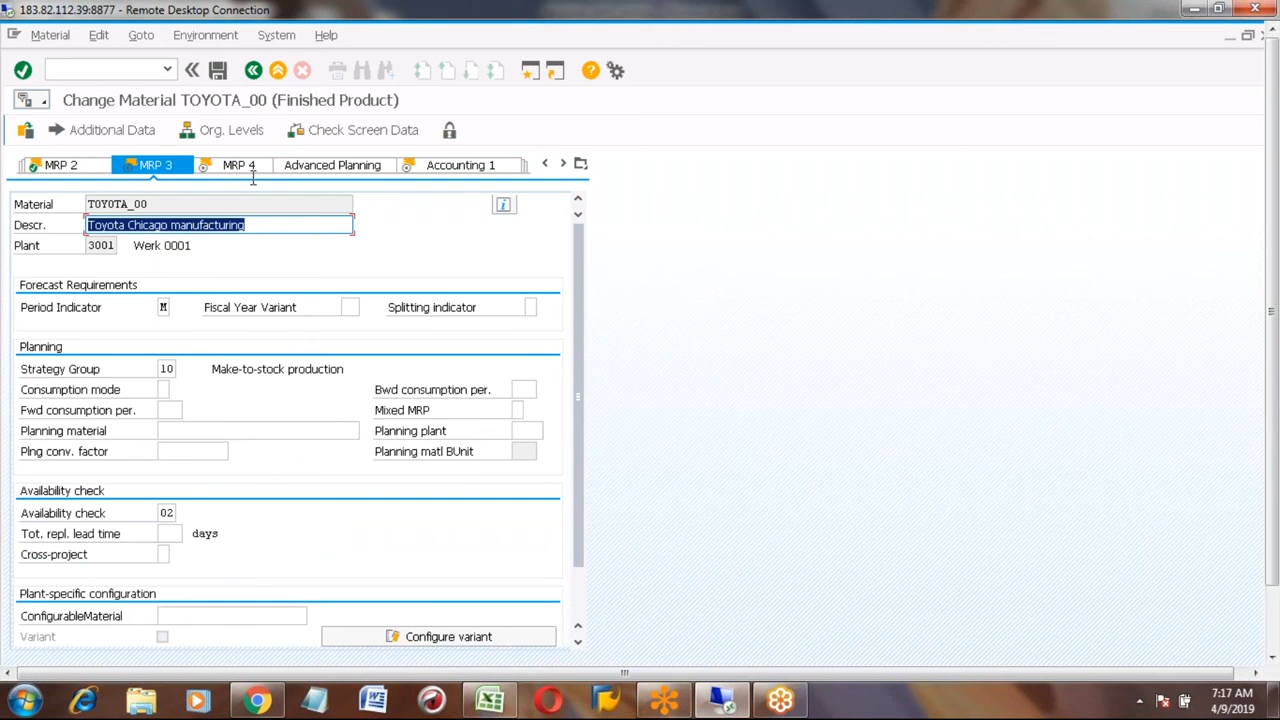 183.82.112.39:8877 - Remote Desktop Connection
Material Edit Goto Environment System Help
Change Material TOYOTA_00 (Finished Product)
Additional Data Org. Levels Check Screen Data
MRP 2 MRP 3 MRP 4 Advanced Planning Accounting 1
Material TOYOTA_00
Descr. Toyota Chicago manufacturing
Plant 3001 Werk 0001
Forecast Requirements
Period Indicator M Fiscal Year Variant Splitting indicator
Planning
Strategy Group 10 Make-to-stock production
Consumption mode Bwd consumption per.
Fwd consumption per. Mixed MRP
Planning material Planning plant
Plng conv. factor Planning matl BUnit
Availability check
Availability check 02
Tot. repl. lead time days
Cross-project
Plant-specific configuration
ConfigurableMaterial
Variant Configure variant
7:17 AM
4/9/2019